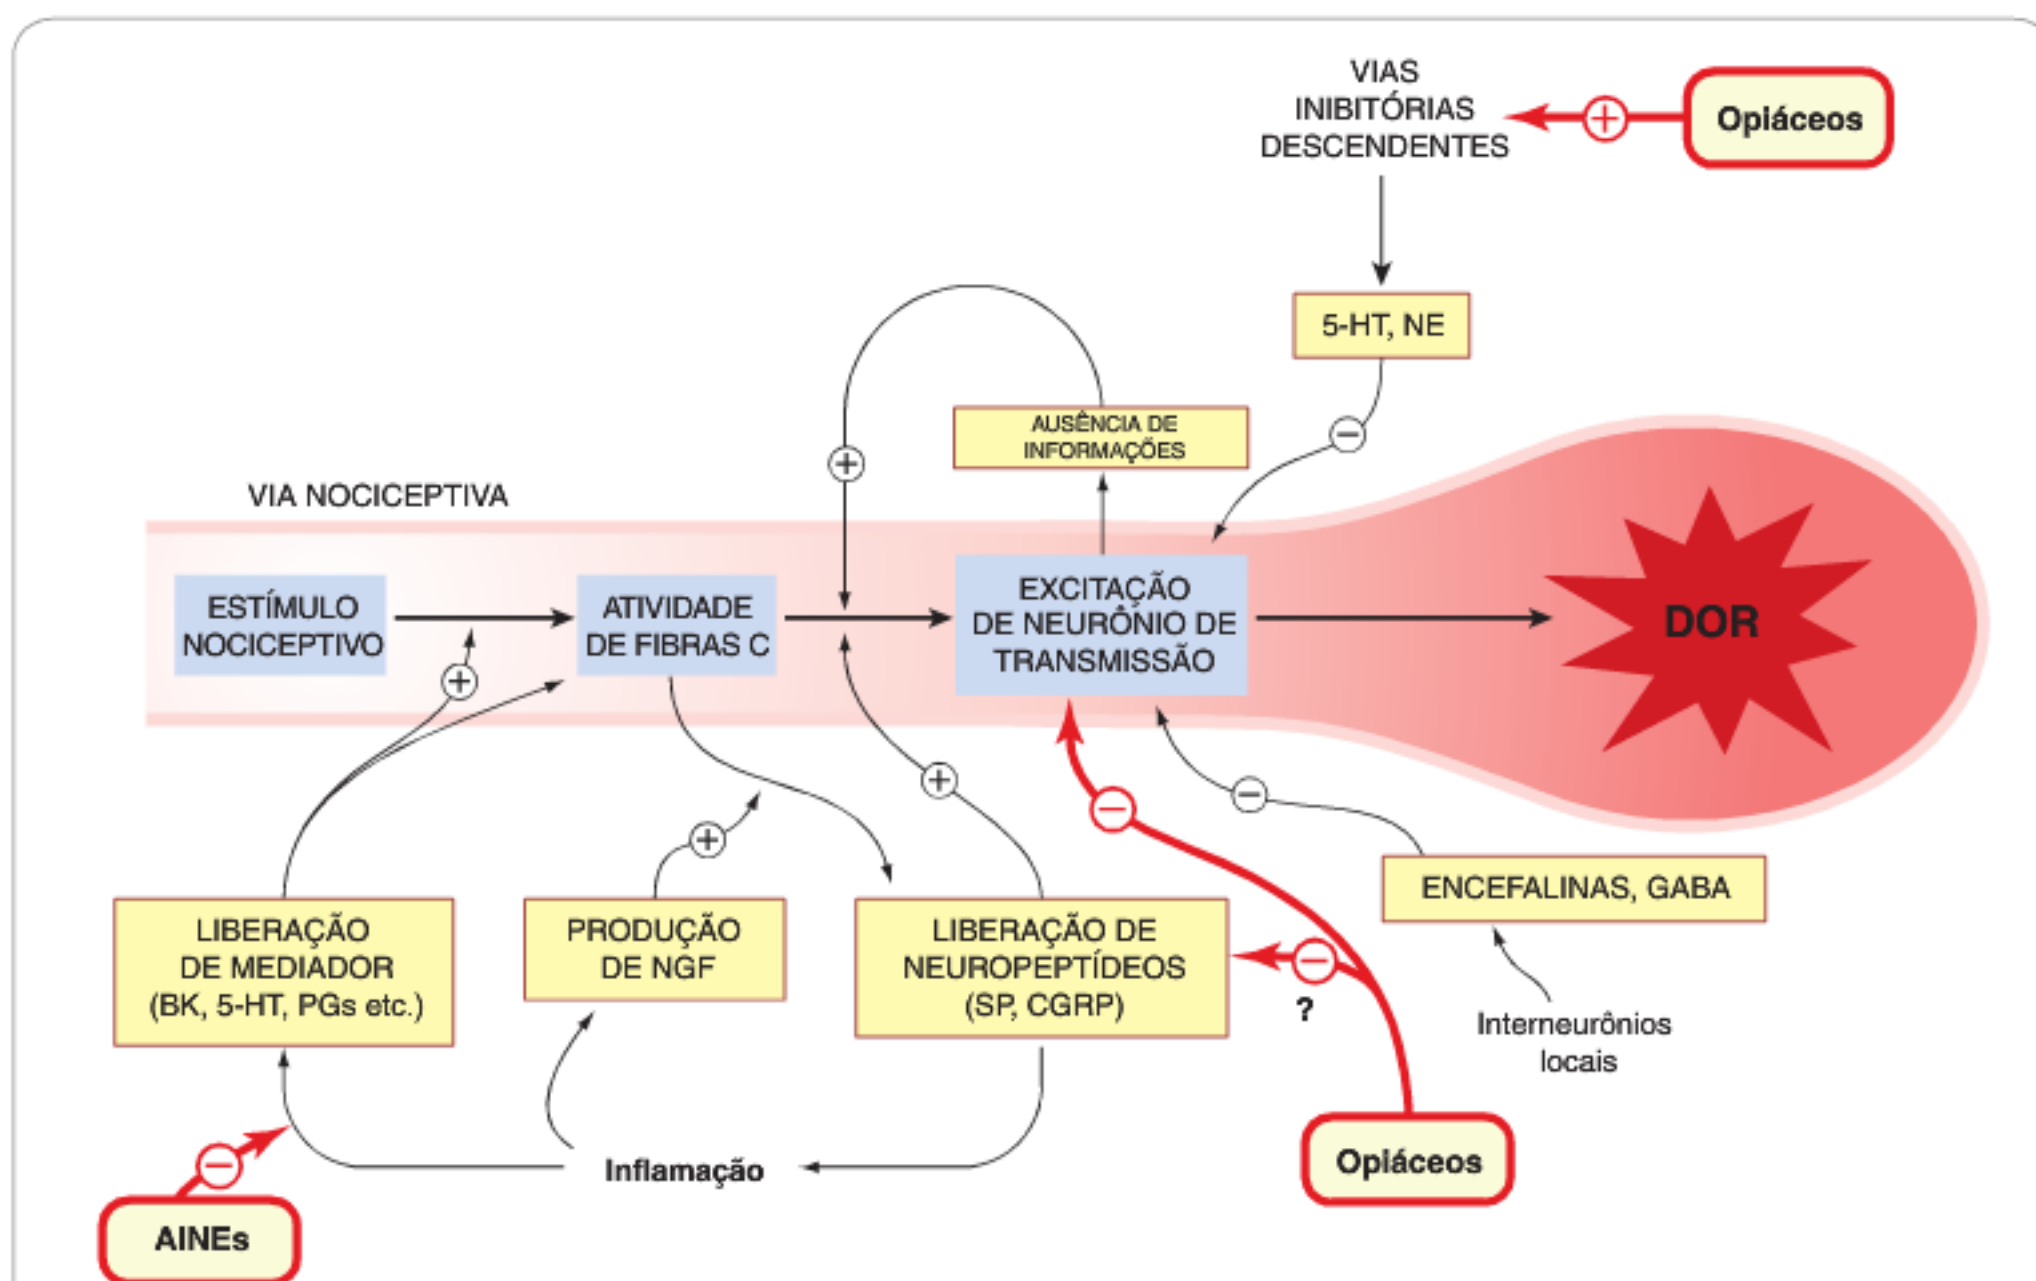 VIAS
INIBITÓRIAS
DESCENDENTES
Opiáceos
5-HT, NE
AUSÊNCIA DE
INFORMAÇÕES
VIA NOCICEPTIVA
ESTÍMULO
NOCICEPTIVO
ATIVIDADE
DE FIBRAS C
EXCITAÇÃO
DE NEURÔNIO DE
TRANSMISSÃO
DOR
LIBERAÇÃO
DE MEDIADOR
(BK, 5-HT, PGs etc.)
PRODUÇÃO
DE NGF
LIBERAÇÃO DE
NEUROPEPTÍDEOS
(SP, CGRP)
?
ENCEFALINAS, GABA
Interneurônios
locais
Inflamação
Opiáceos
AINEs